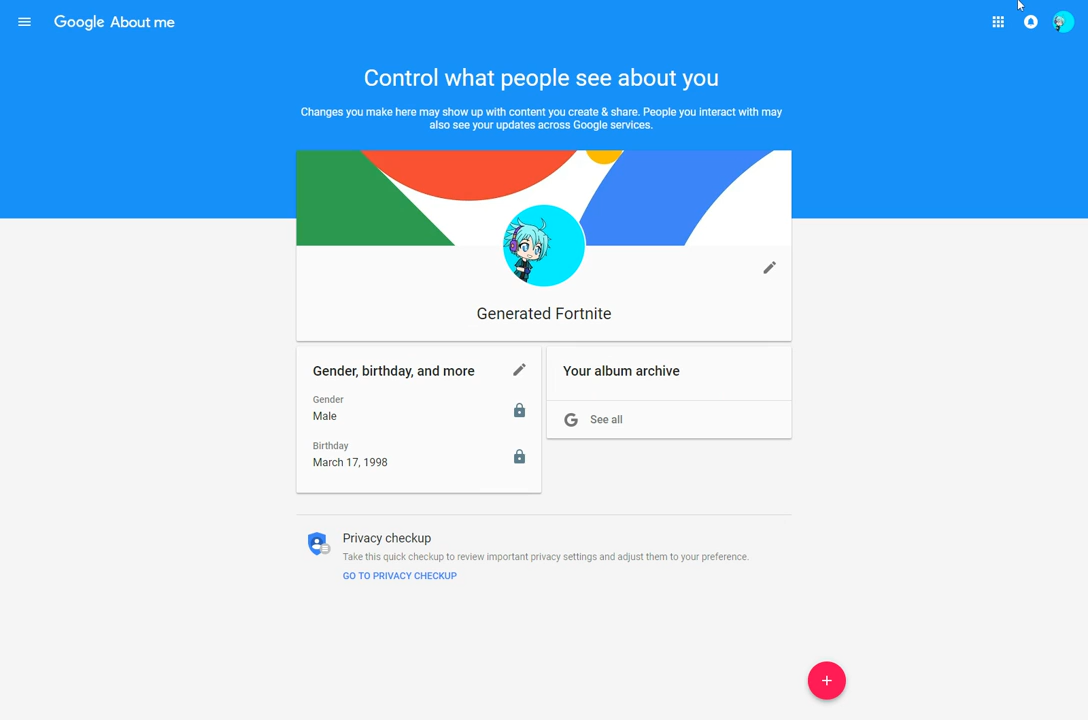 Google About me
Control what people see about you
Changes you make here may show up with content you create & share. People you interact with may
also see your updates across Google services.
Generated Fortnite
Gender, birthday, and more
Gender
Male
Birthday
March 17, 1998
Your album archive
G See all
Privacy checkup
Take this quick checkup to review important privacy settings and adjust them to your preference.
GO TO PRIVACY CHECKUP